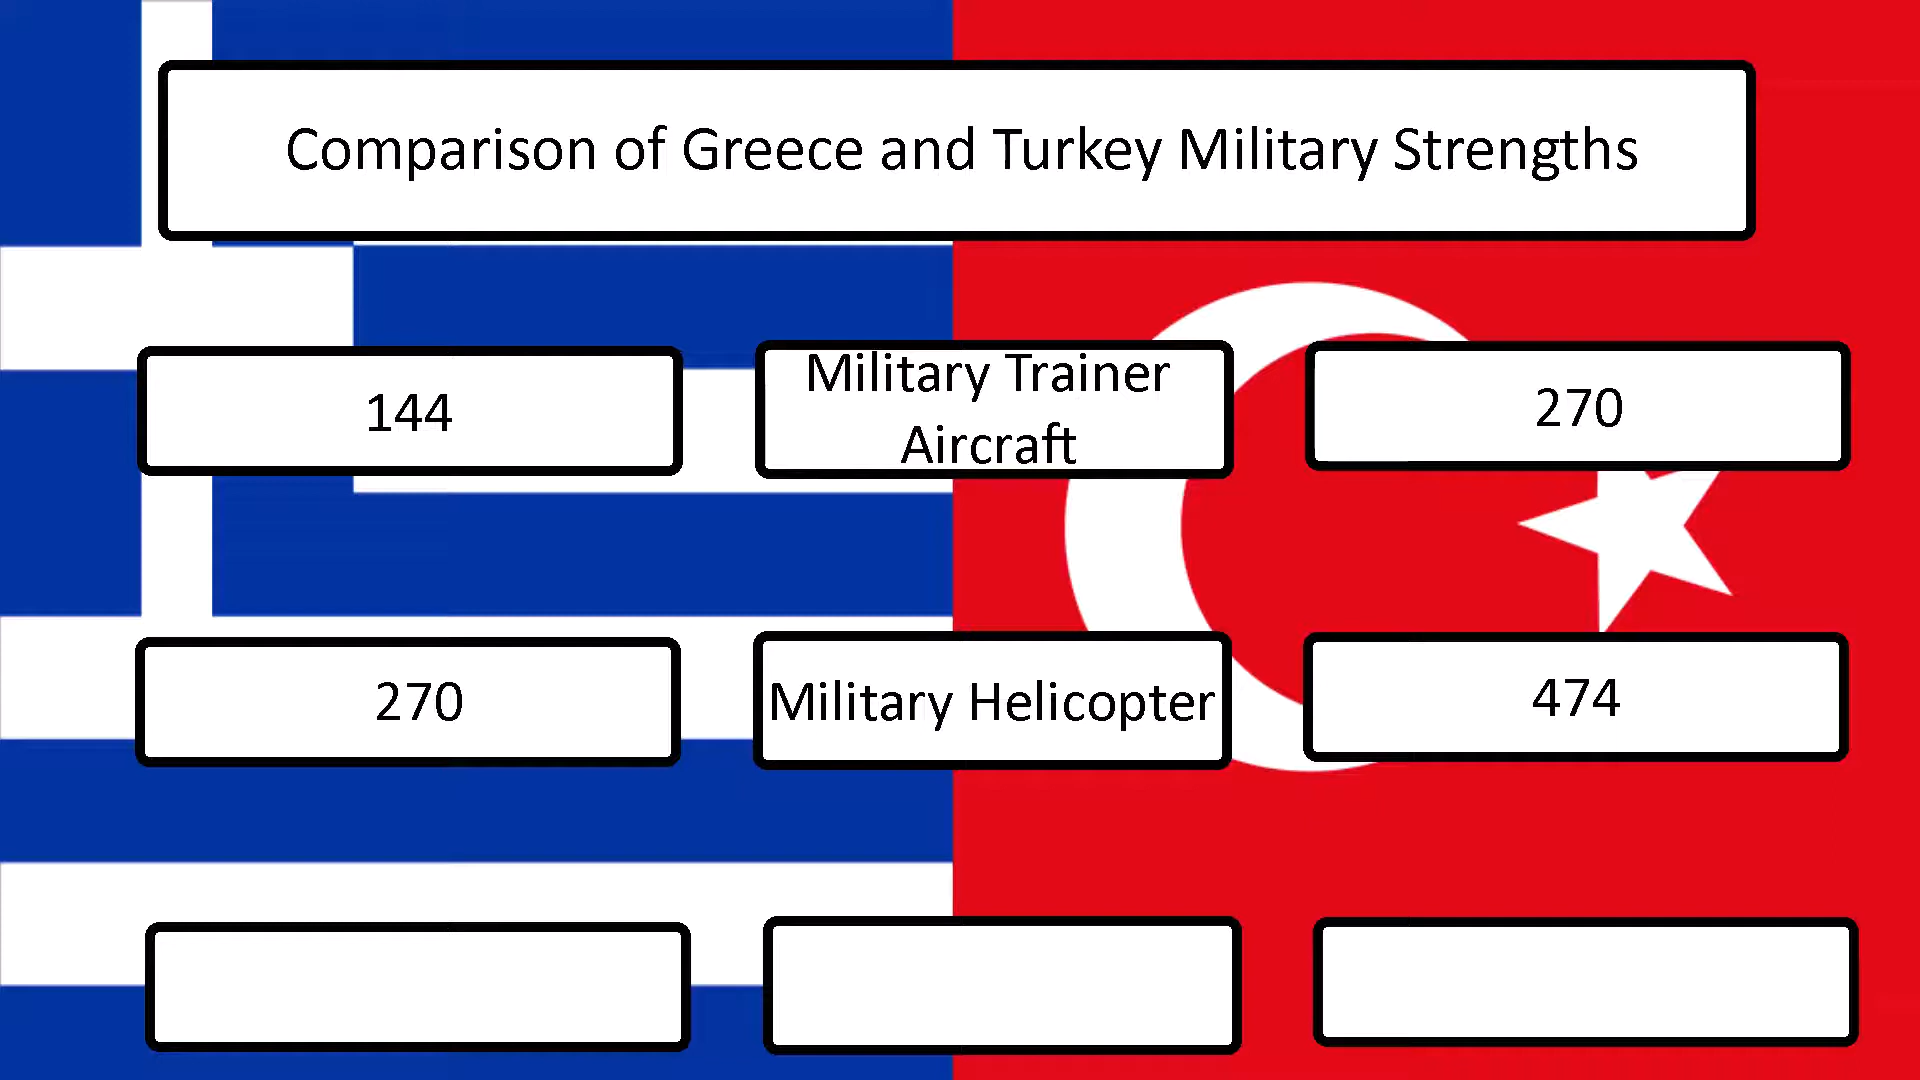 Comparison of Greece and Turkey Military Strengths
144
Military Trainer
Aircraft
270
270
Military Helicopter
474